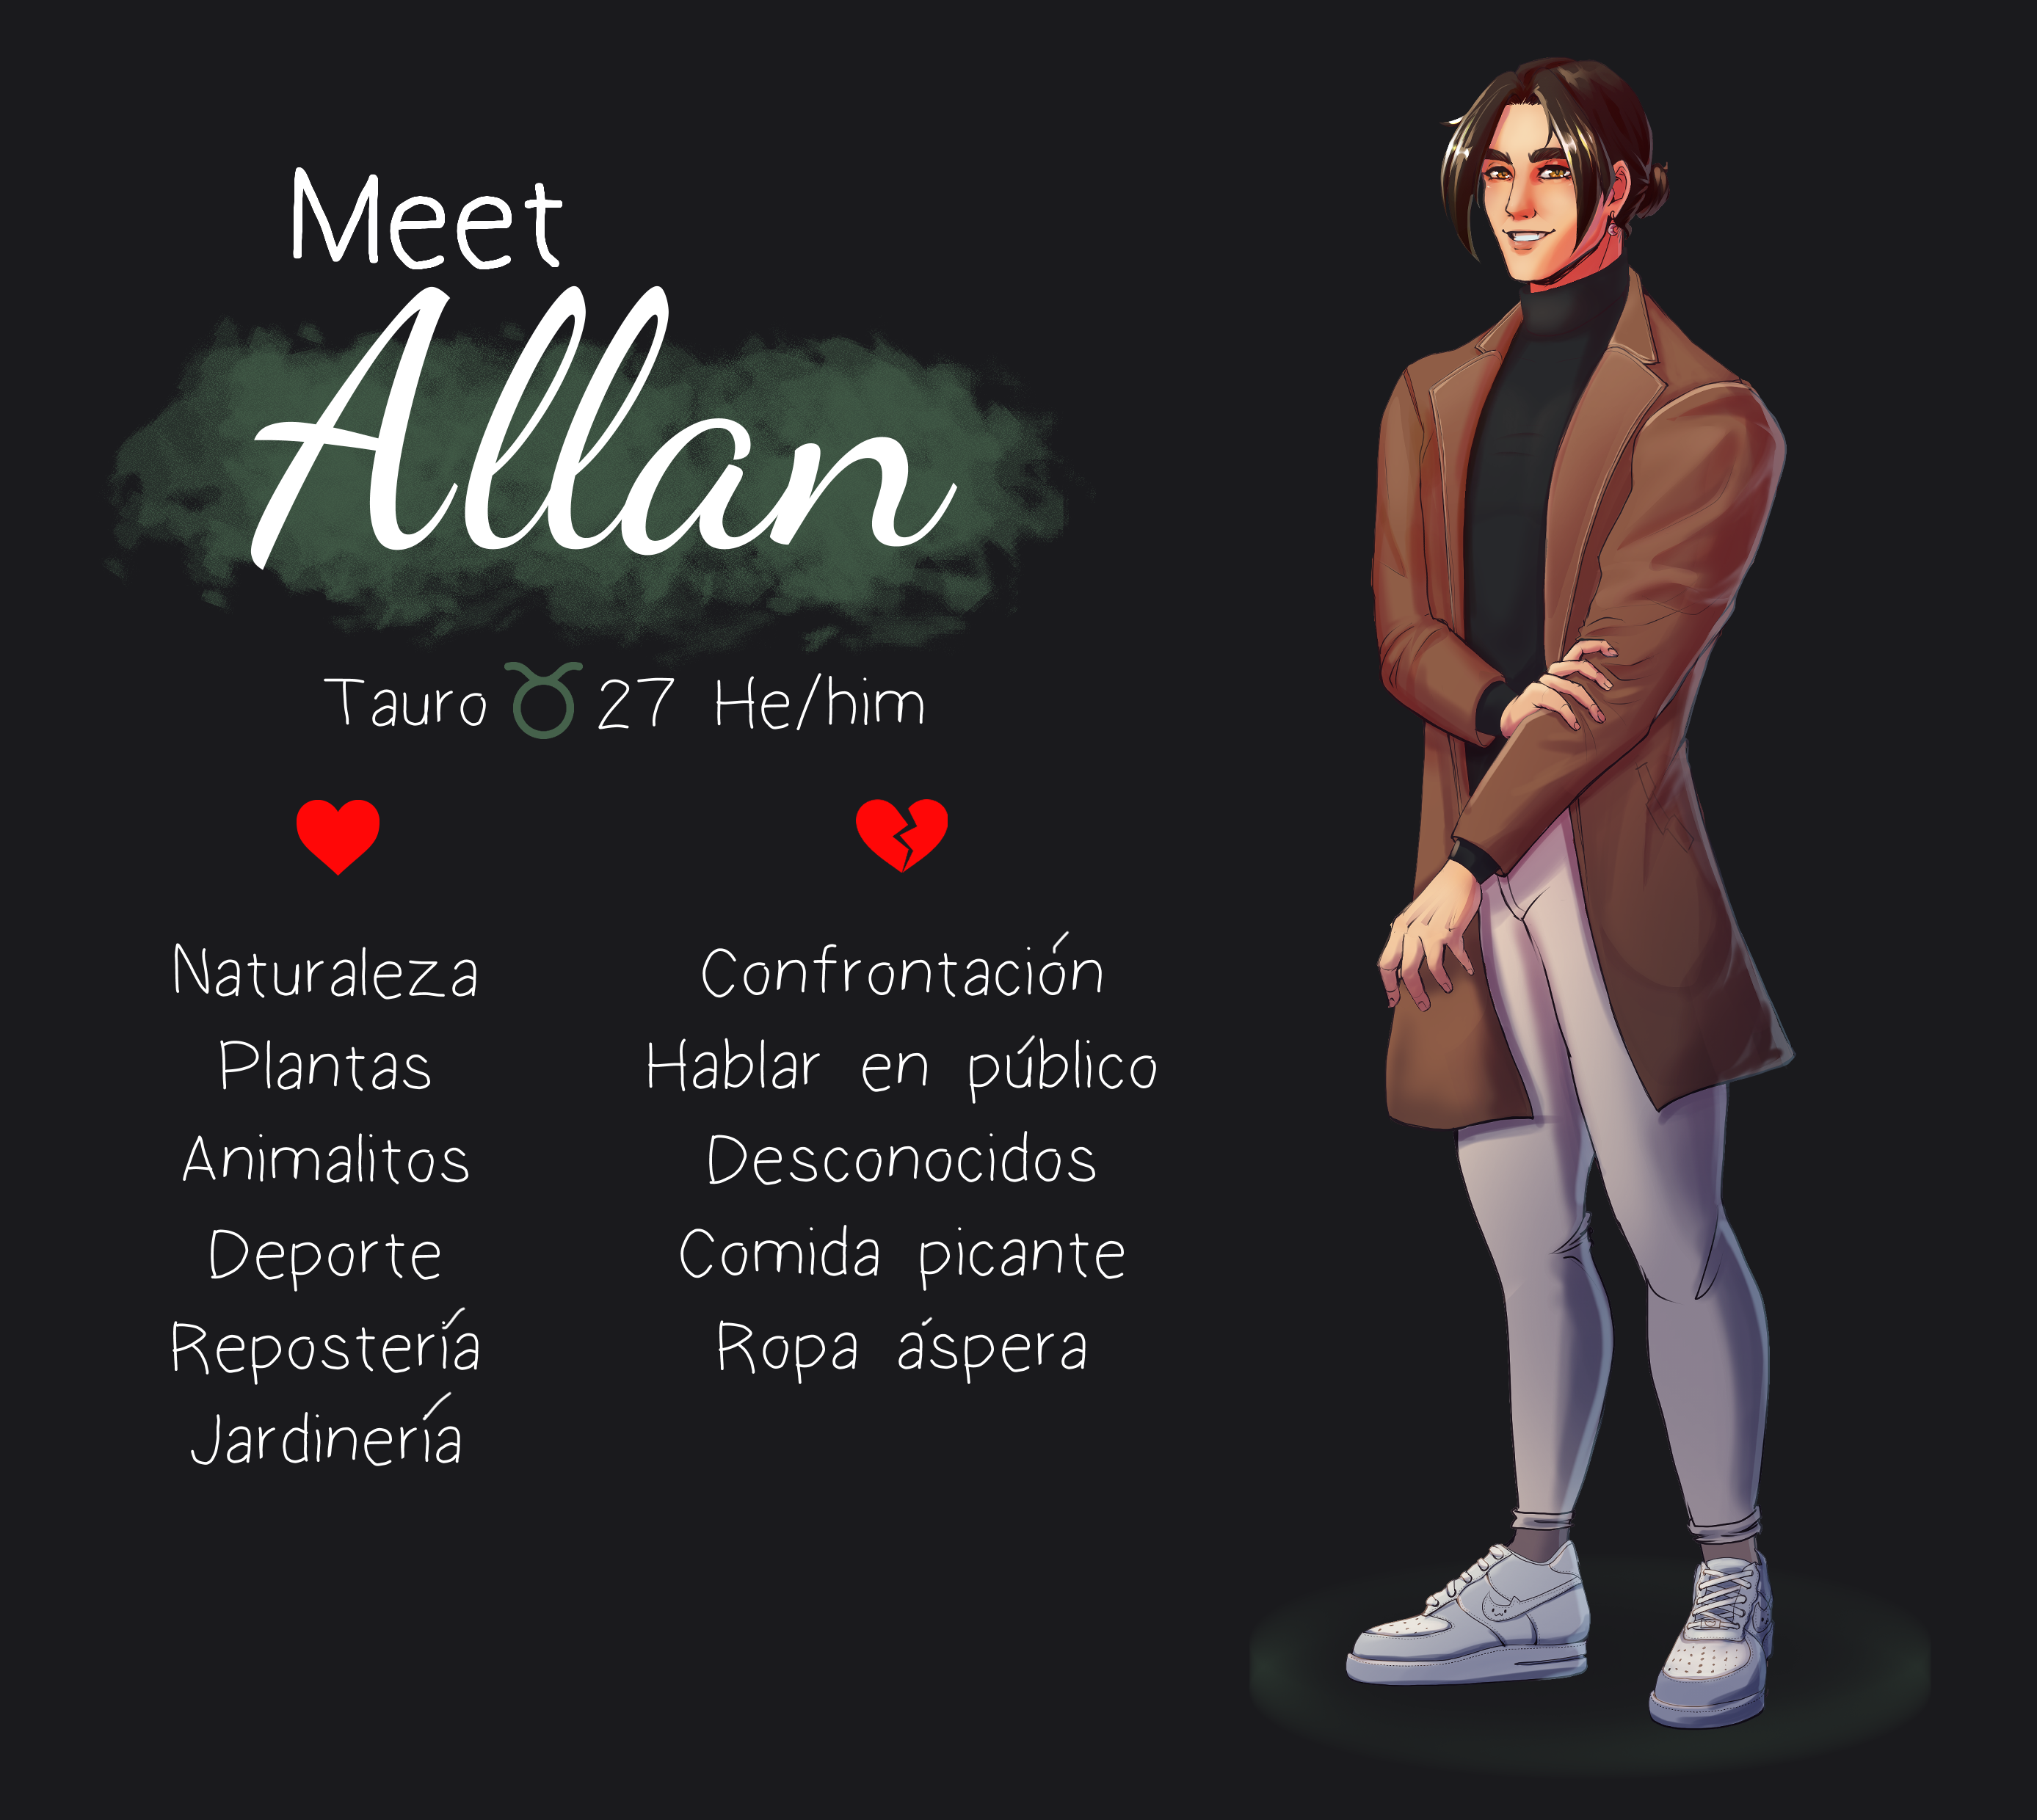 Meet
Allan
Tauro ♉ 27 He/him
Naturaleza
Plantas
Animalitos
Deporte
Repostería
Jardinería
Confrontación
Hablar en público
Desconocidos
Comida picante
Ropa áspera